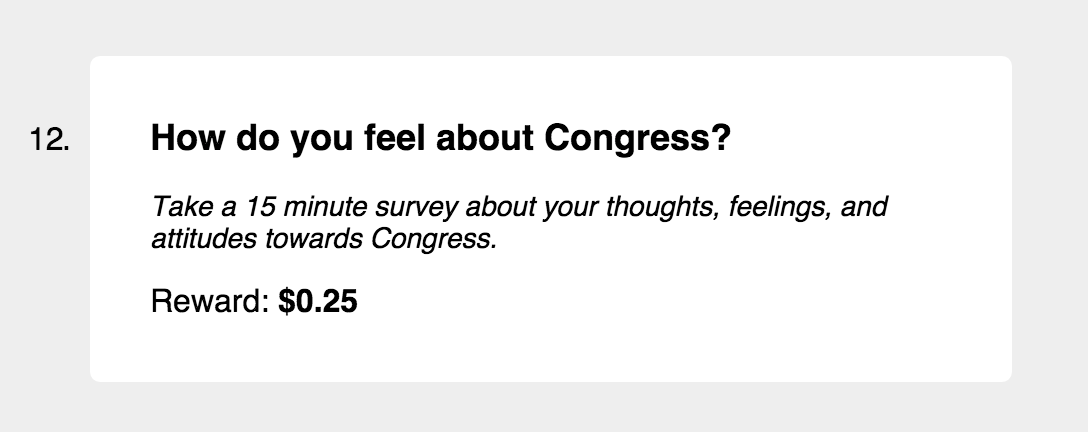 12.
How do you feel about Congress?
Take a 15 minute survey about your thoughts, feelings, and
attitudes towards Congress.
Reward: $0.25